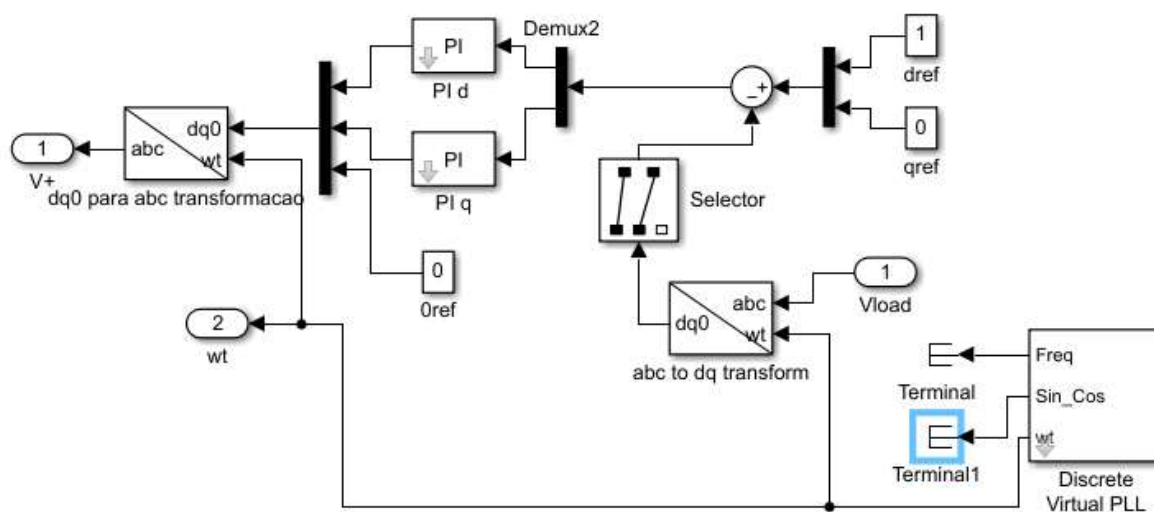 Demux2
1
dref
PI
PI d
_+
dq0
wt
abc
1
V+
dq0 para abc transformacao
PI
PI q
0
qref
Selector
0
0ref
1
Vload
abc
dq0
wt
abc to dq transform
2
wt
Freq
Sin_Cos
wt
Terminal
Terminal1
Discrete
Virtual PLL